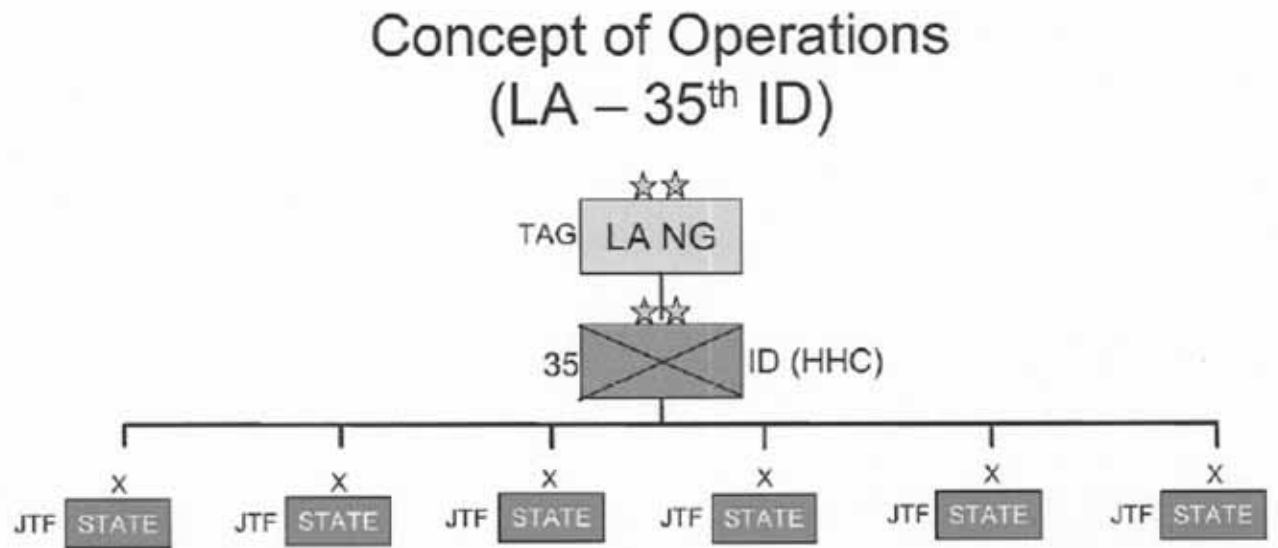 Concept of Operations
(LA – 35th ID)
TAG LA NG
35 ID (HHC)
X X X X X X
JTF STATE JTF STATE JTF STATE JTF STATE JTF STATE JTF STATE